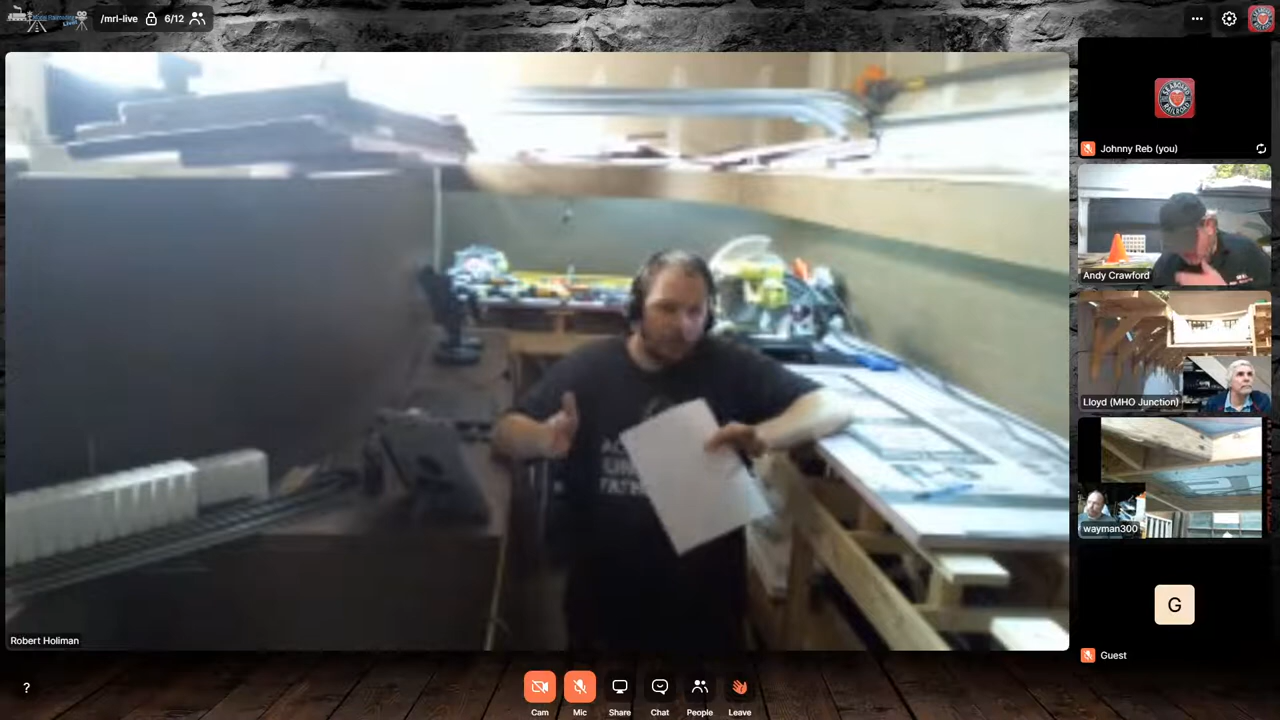 /mrl-live
6/12
Johnny Reb (you)
Andy Crawford
Lloyd (MHO Junction)
wayman300
G
Guest
Robert Holiman
?
Cam
Mic
Share
Chat
People
Leave